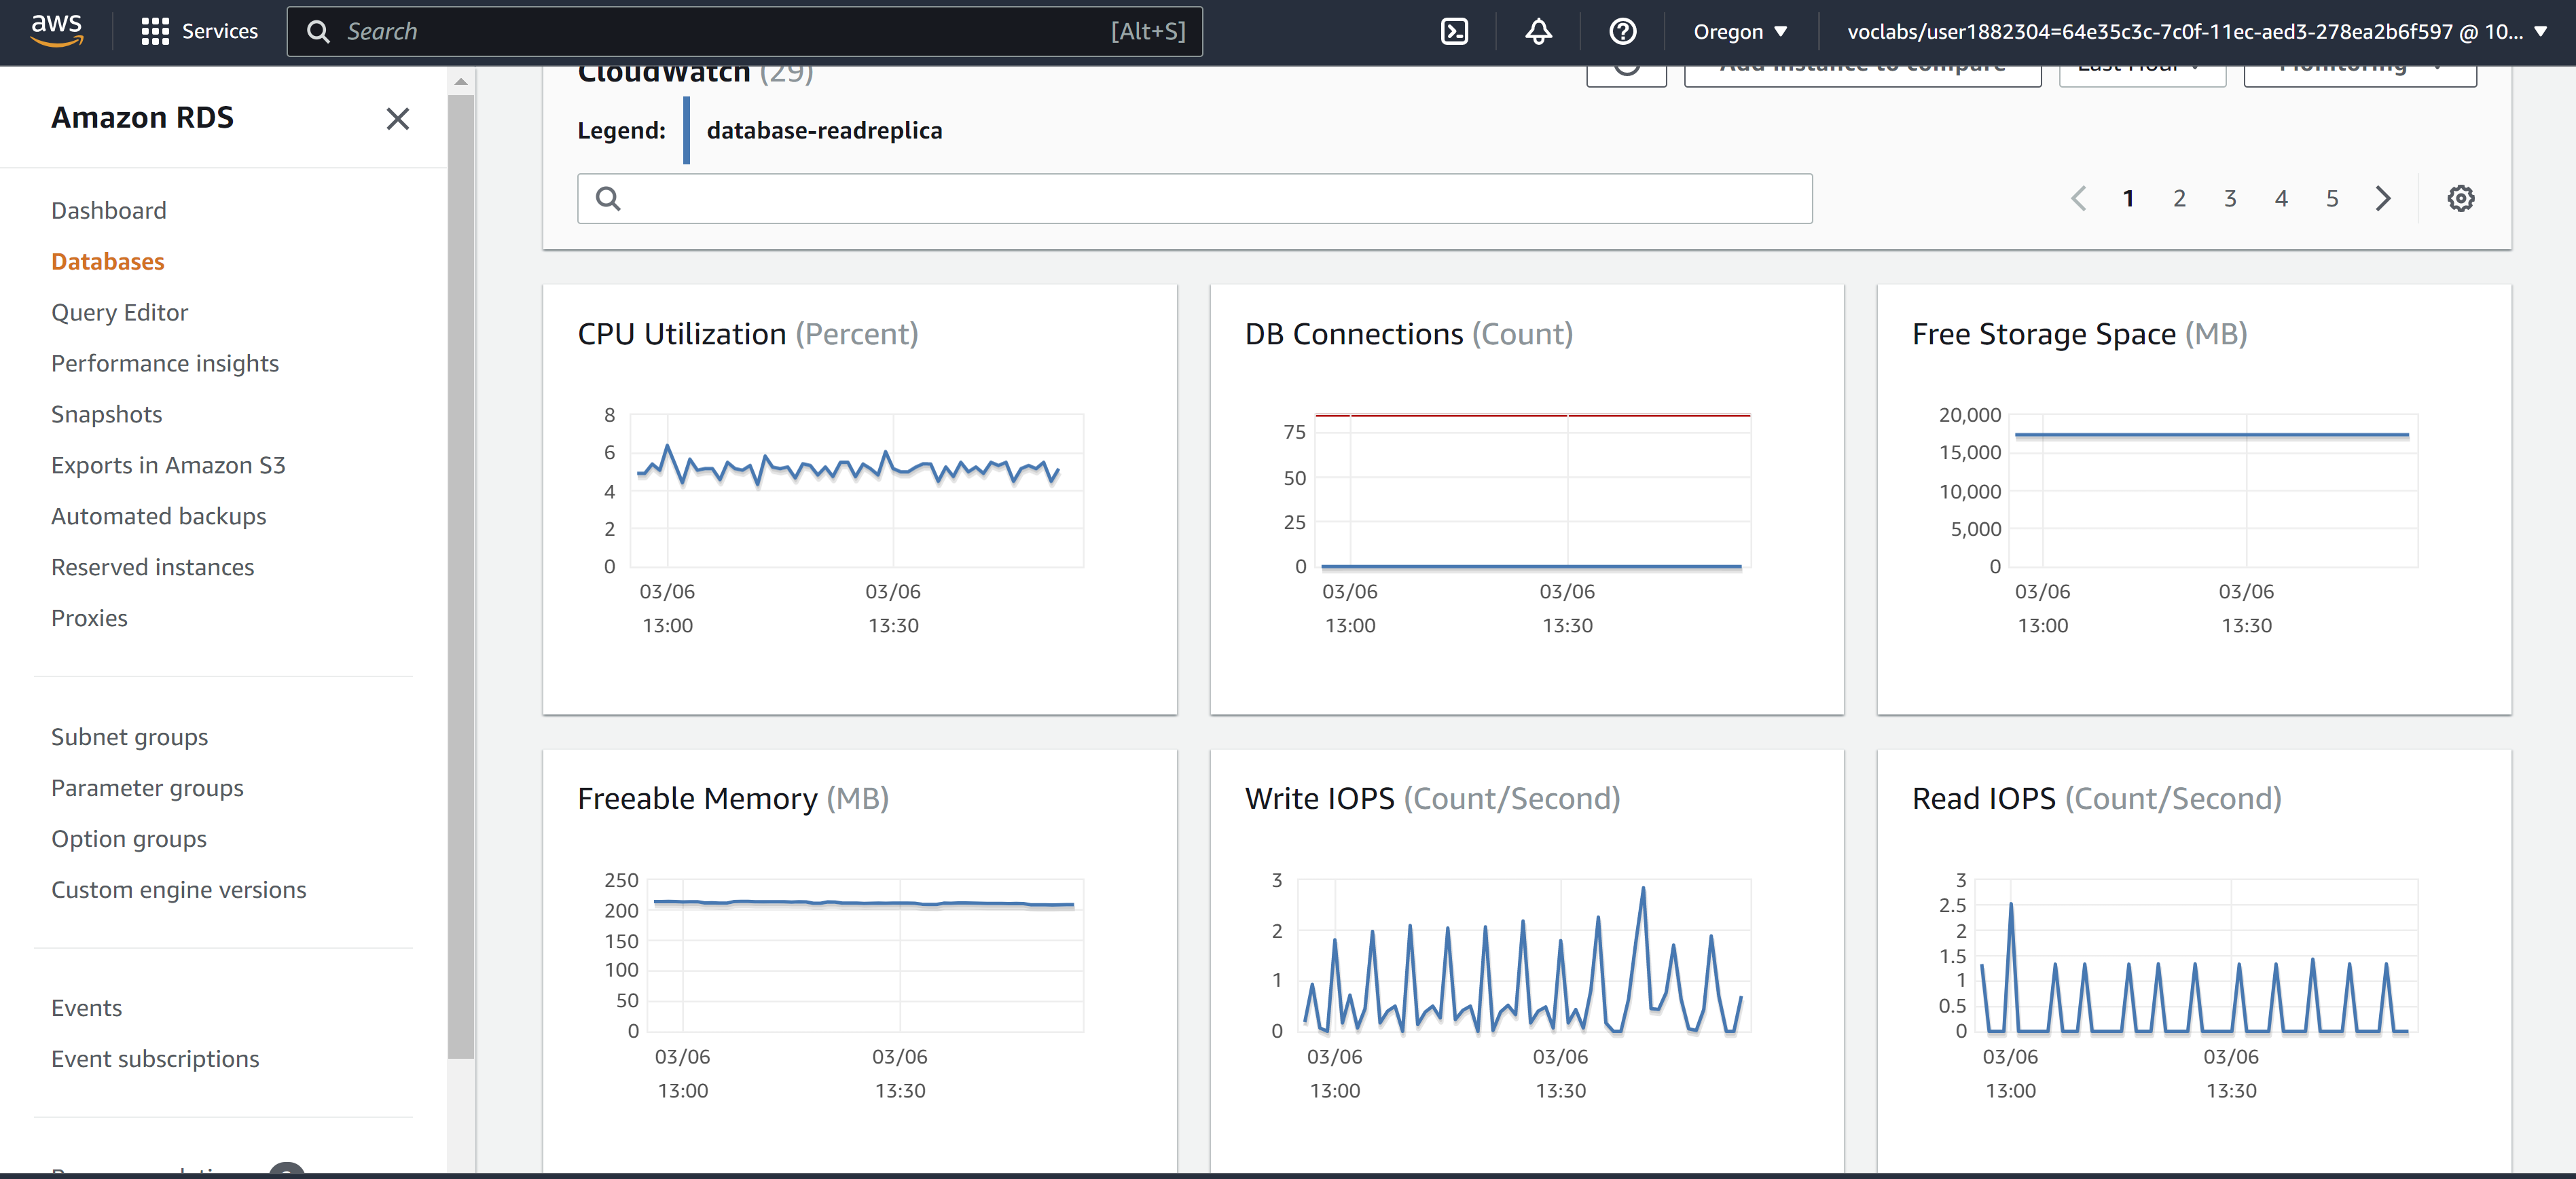 aws Services Search [Alt+S] Oregon voclabs/user1882304=64e35c3c-7c0f-11ec-aed3-278ea2b6f597 @ 10...
Amazon RDS
Dashboard
Databases
Query Editor
Performance insights
Snapshots
Exports in Amazon S3
Automated backups
Reserved instances
Proxies
Subnet groups
Parameter groups
Option groups
Custom engine versions
Events
Event subscriptions
CloudWatch (29) Add instance to compare Last Hour Monitoring
Legend: database-readreplica
1 2 3 4 5
CPU Utilization (Percent)
8
6
4
2
0
03/06 03/06
13:00 13:30
DB Connections (Count)
75
50
25
0
03/06 03/06
13:00 13:30
Free Storage Space (MB)
20,000
15,000
10,000
5,000
0
03/06 03/06
13:00 13:30
Freeable Memory (MB)
250
200
150
100
50
0
03/06 03/06
13:00 13:30
Write IOPS (Count/Second)
3
2
1
0
03/06 03/06
13:00 13:30
Read IOPS (Count/Second)
3
2.5
2
1.5
1
0.5
0
03/06 03/06
13:00 13:30